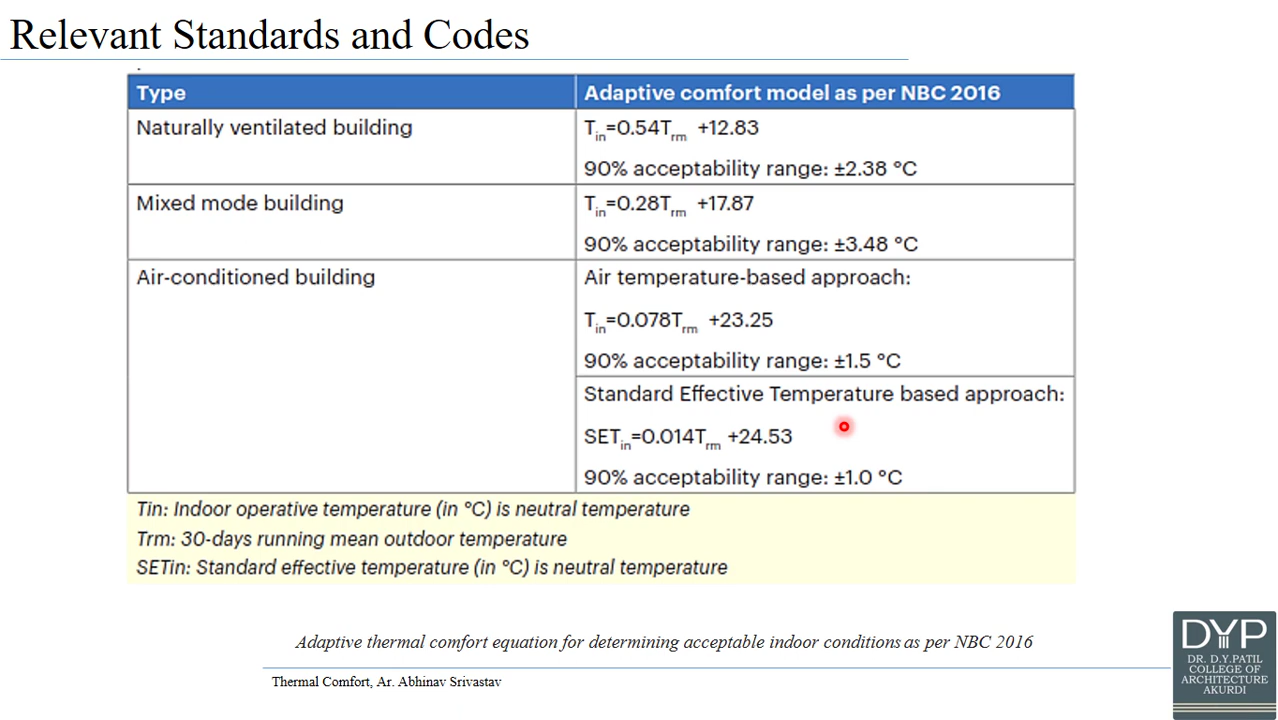 Relevant Standards and Codes
Type
Adaptive comfort model as per NBC 2016
Naturally ventilated building
Tin=0.54Trm +12.83
90% acceptability range: ±2.38 °C
Mixed mode building
Tin=0.28Trm +17.87
90% acceptability range: ±3.48 °C
Air-conditioned building
Air temperature-based approach:
Tin=0.078Trm +23.25
90% acceptability range: ±1.5 °C
Standard Effective Temperature based approach:
SETin=0.014Trm +24.53
90% acceptability range: ±1.0 °C
Tin: Indoor operative temperature (in °C) is neutral temperature
Trm: 30-days running mean outdoor temperature
SETin: Standard effective temperature (in °C) is neutral temperature
Adaptive thermal comfort equation for determining acceptable indoor conditions as per NBC 2016
Thermal Comfort, Ar. Abhinav Srivastav
DYP
DR. D.Y.PATIL
COLLEGE OF
ARCHITECTURE
AKURDI